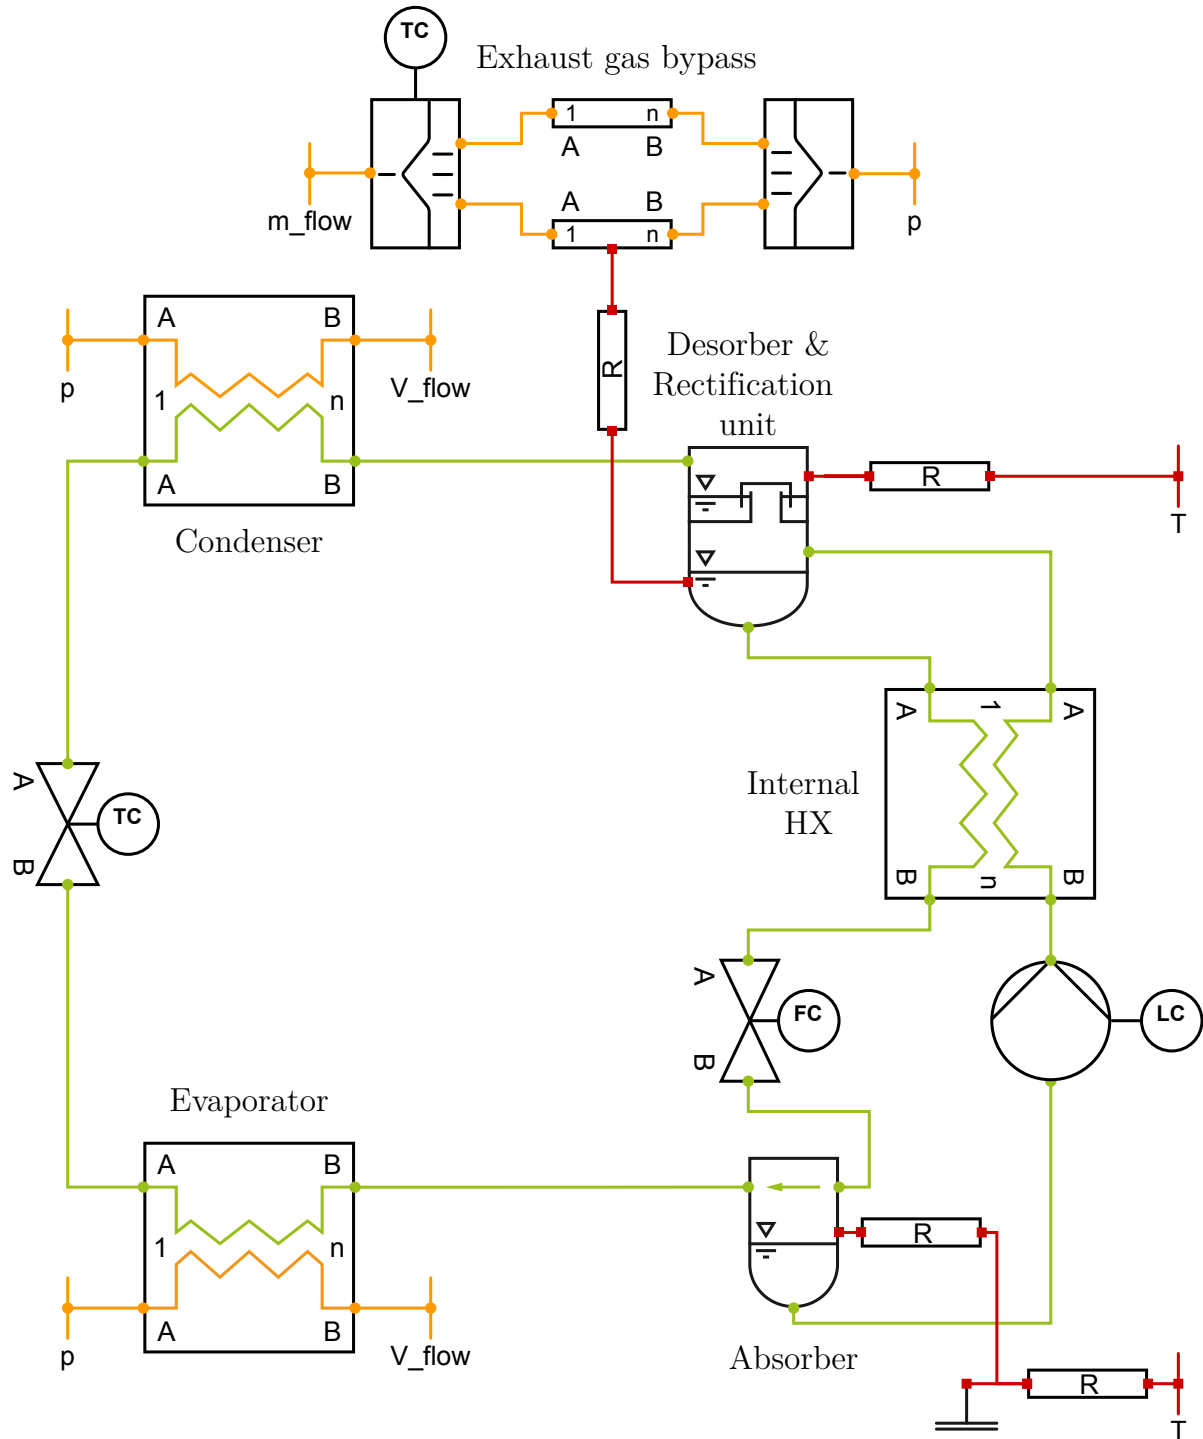 TC
Exhaust gas bypass
1 n
A B
m_flow
A B
1 n
p
A B
p
1 n
V_flow
A B
Condenser
R
Desorber &
Rectification
unit
R
T
A 1 A
Internal
HX
B n B
A
TC
B
A
FC
B
LC
Evaporator
A B
1 n
p
A B
V_flow
R
Absorber
R
T